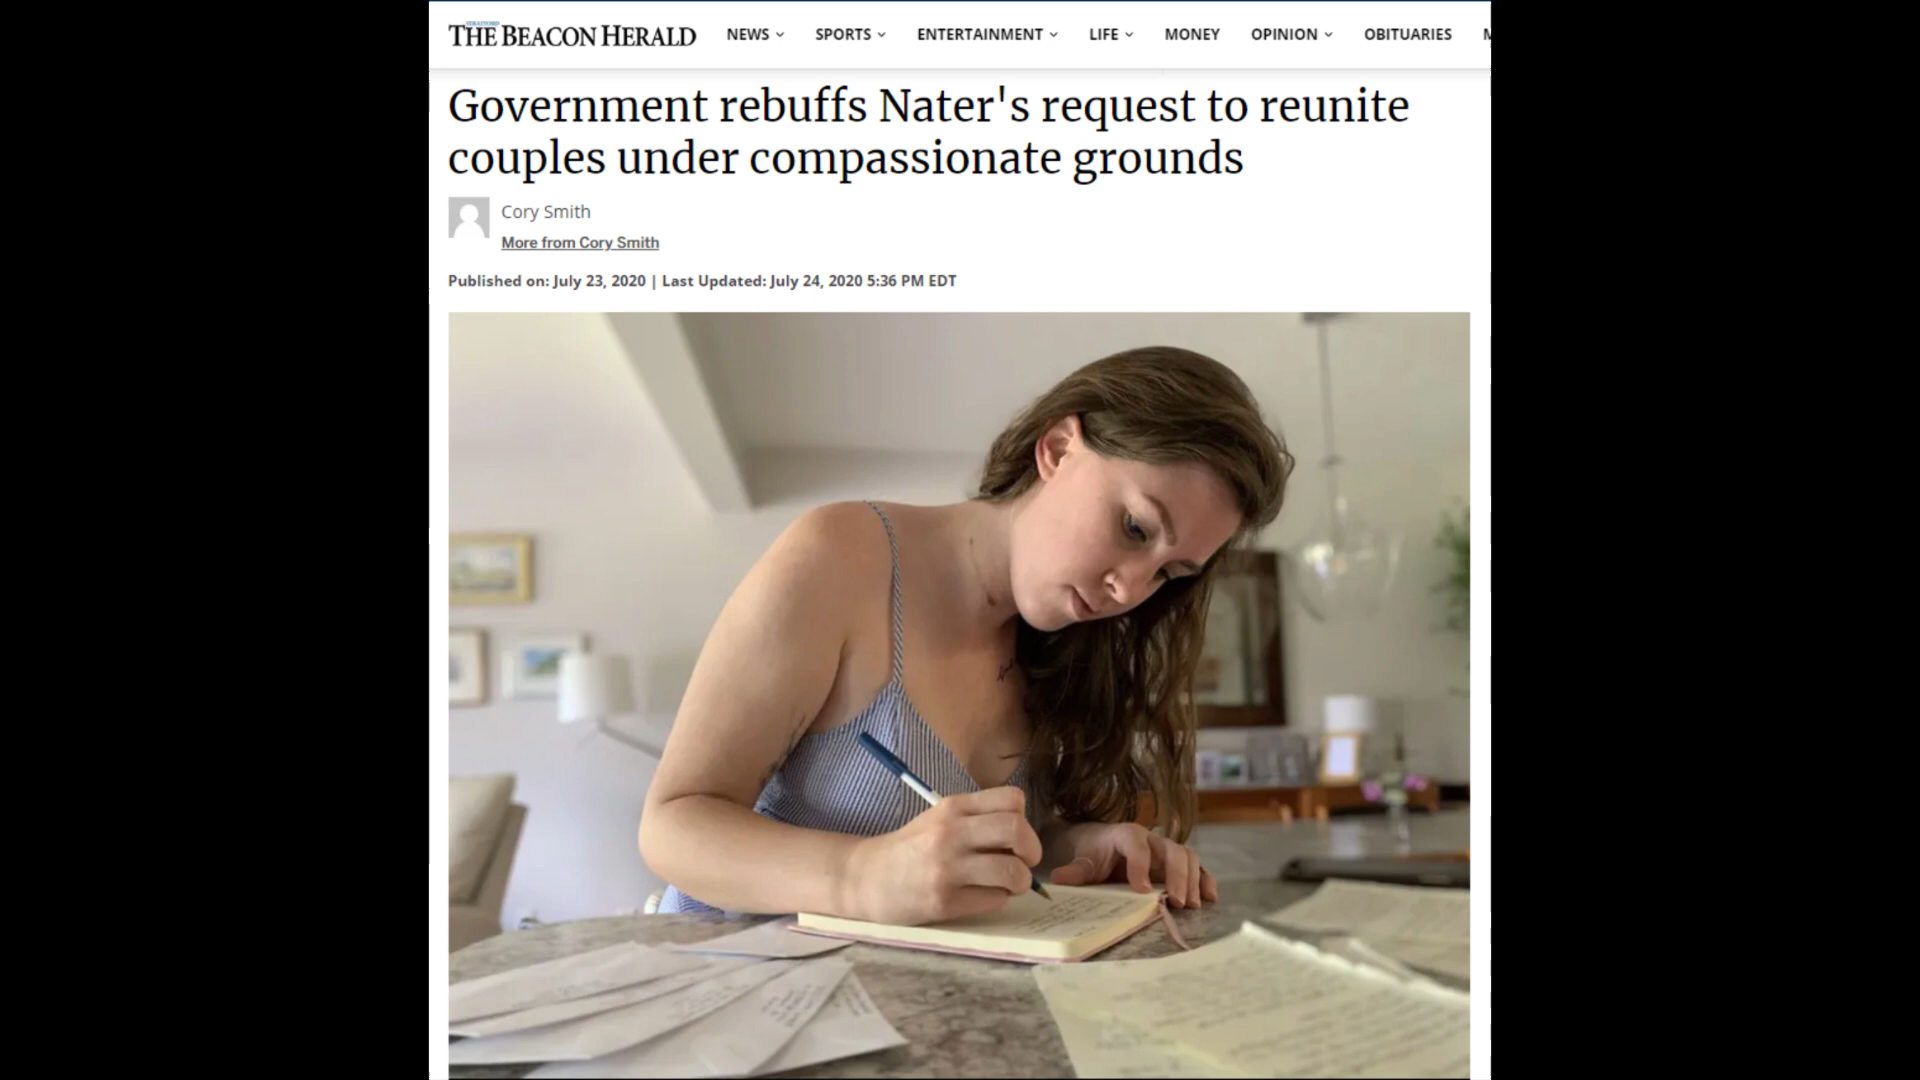 STRATFORD
THE BEACON HERALD
NEWS SPORTS ENTERTAINMENT LIFE MONEY OPINION OBITUARIES
Government rebuffs Nater's request to reunite
couples under compassionate grounds
Cory Smith
More from Cory Smith
Published on: July 23, 2020 | Last Updated: July 24, 2020 5:36 PM EDT